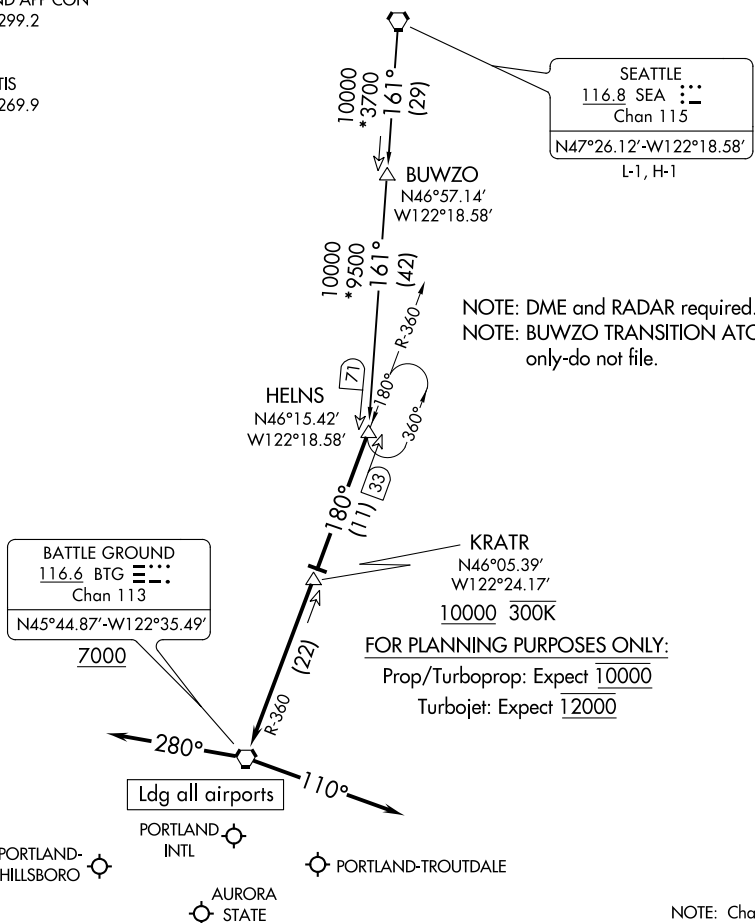 ND APP CON
299.2
TIS
269.9
10000
*3700
161°
(29)
SEATTLE
116.8 SEA
Chan 115
N47°26.12'-W122°18.58'
L-1, H-1
BUWZO
N46°57.14'
W122°18.58'
10000
*9500
161°
(42)
NOTE: DME and RADAR required.
NOTE: BUWZO TRANSITION ATC
only-do not file.
R-360
180°
360°
71
HELNS
N46°15.42'
W122°18.58'
33
180°
(11)
KRATR
N46°05.39'
W122°24.17'
10000 300K
BATTLE GROUND
116.6 BTG
Chan 113
N45°44.87'-W122°35.49'
7000
FOR PLANNING PURPOSES ONLY:
Prop/Turboprop: Expect 10000
Turbojet: Expect 12000
(22)
R-360
280°
110°
Ldg all airports
PORTLAND
INTL
PORTLAND-
HILLSBORO
PORTLAND-TROUTDALE
AURORA
STATE
NOTE: Cha